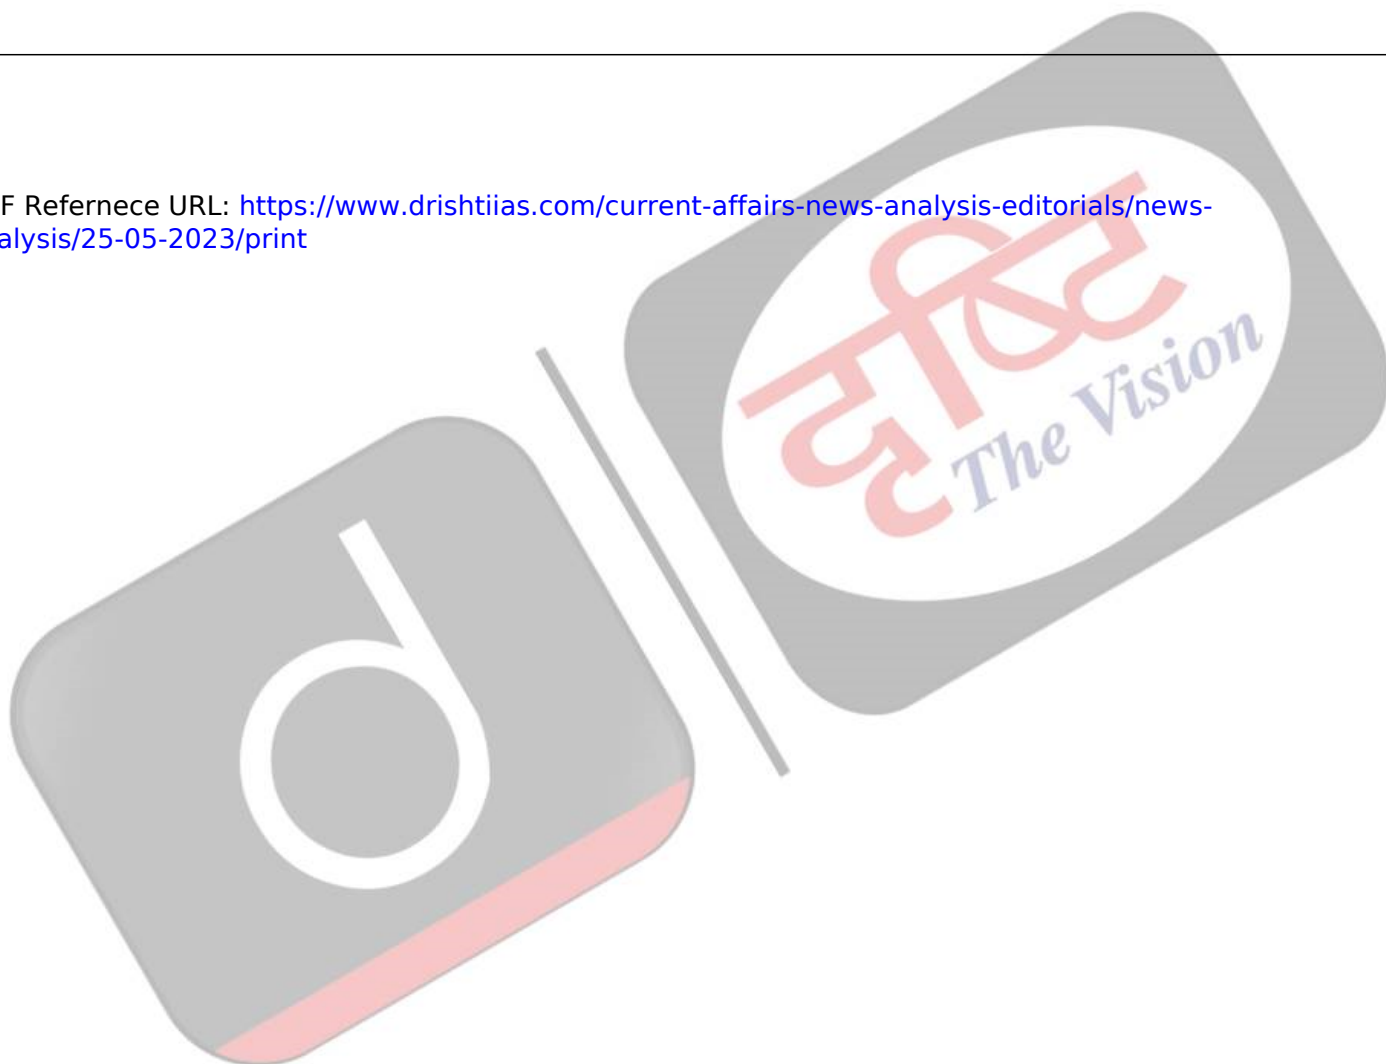 F Refernece URL: https://www.drishtiias.com/current-affairs-news-analysis-editorials/news-
alysis/25-05-2023/print
दृष्टि
The Vision
d